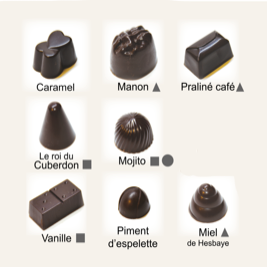 Caramel
Manon
Praliné café
Le roi du
Cuberdon
Mojito
Vanille
Piment
d'espelette
Miel
de Hesbaye